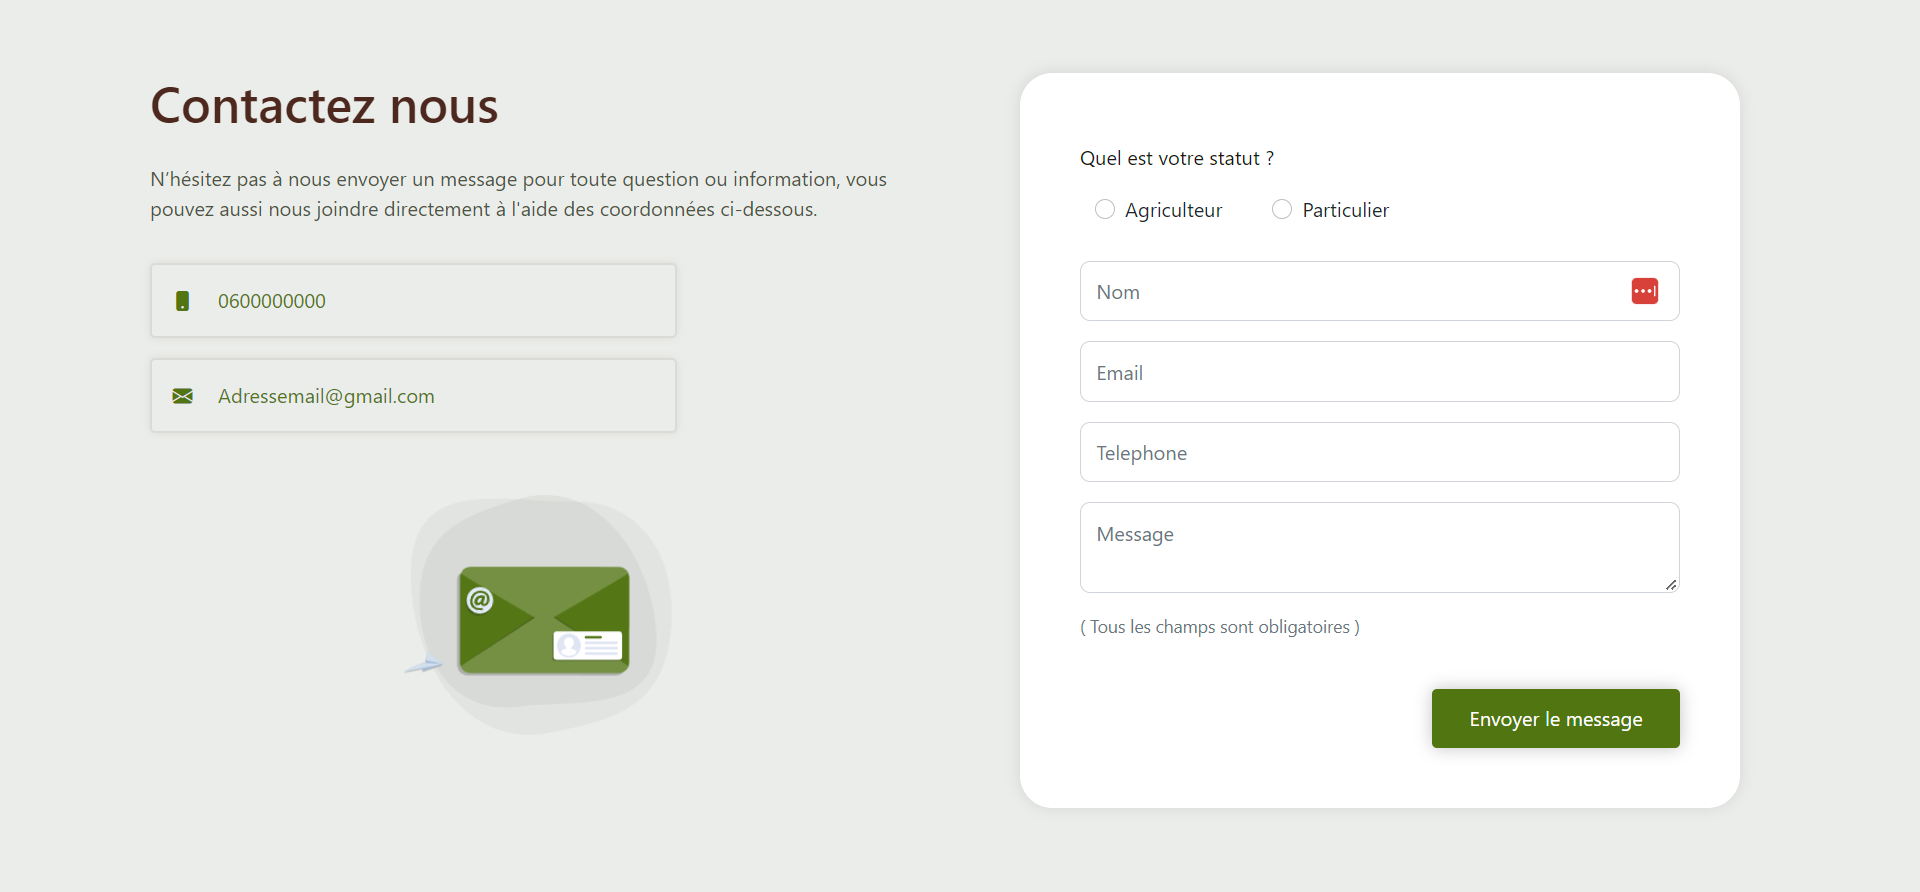 Contactez nous
N’hésitez pas à nous envoyer un message pour toute question ou information, vous
pouvez aussi nous joindre directement à l'aide des coordonnées ci-dessous.
0600000000
Adressemail@gmail.com
@
Quel est votre statut ?
Agriculteur
Particulier
Nom
Email
Telephone
Message
( Tous les champs sont obligatoires )
Envoyer le message